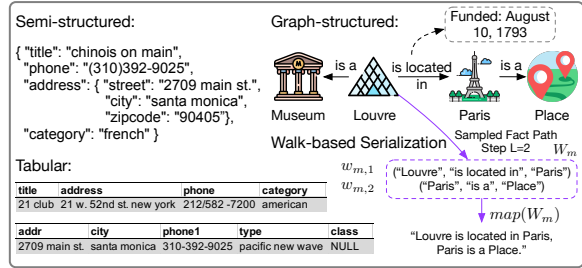 Semi-structured:
{ "title": "chinois on main",
"phone": "(310)392-9025",
"address": { "street": "2709 main st.",
"city": "santa monica",
"zipcode": "90405"},
"category": "french" }
Tabular:
title address phone category
21 club 21 w. 52nd st. new york 212/582 -7200 american
addr city phone1 type class
2709 main st. santa monica 310-392-9025 pacific new wave NULL
Graph-structured:
Funded: August
10, 1793
is a
is located
in
is a
M
Museum Louvre Paris Place
Walk-based Serialization
Sampled Fact Path
Step L=2 W_m
w_{m,1} ("Louvre", "is located in", "Paris")
w_{m,2} ("Paris", "is a", "Place")
map(W_m)
"Louvre is located in Paris,
Paris is a Place."